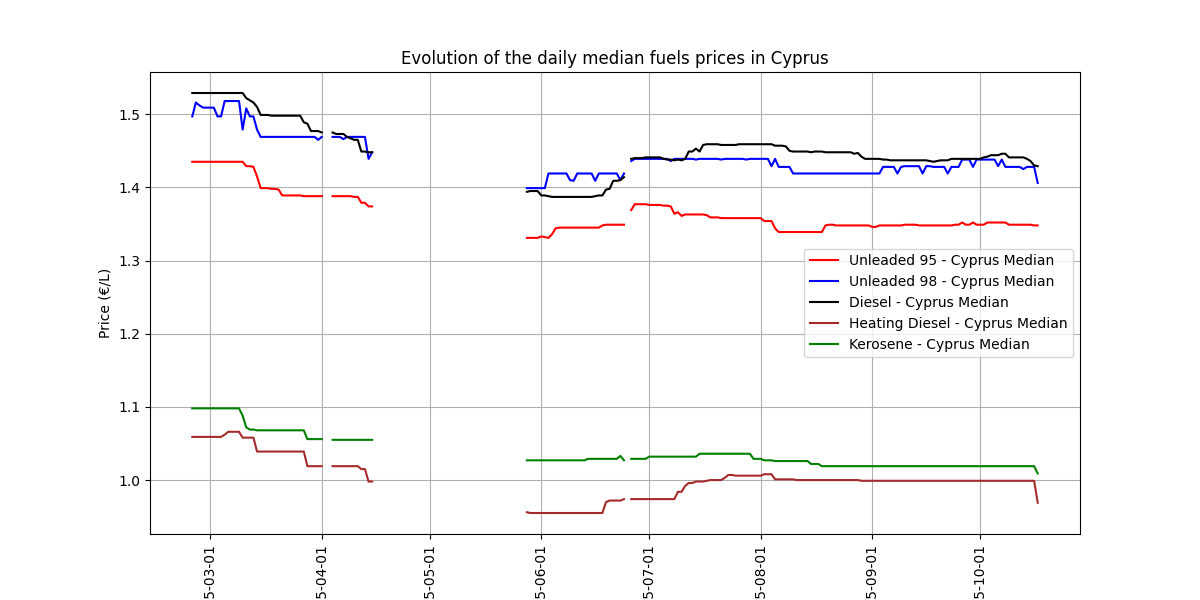 Evolution of the daily median fuels prices in Cyprus
Price (€/L)
1.5
1.4
1.3
1.2
1.1
1.0
Unleaded 95 - Cyprus Median
Unleaded 98 - Cyprus Median
Diesel - Cyprus Median
Heating Diesel - Cyprus Median
Kerosene - Cyprus Median
5-03-01
5-04-01
5-05-01
5-06-01
5-07-01
5-08-01
5-09-01
5-10-01